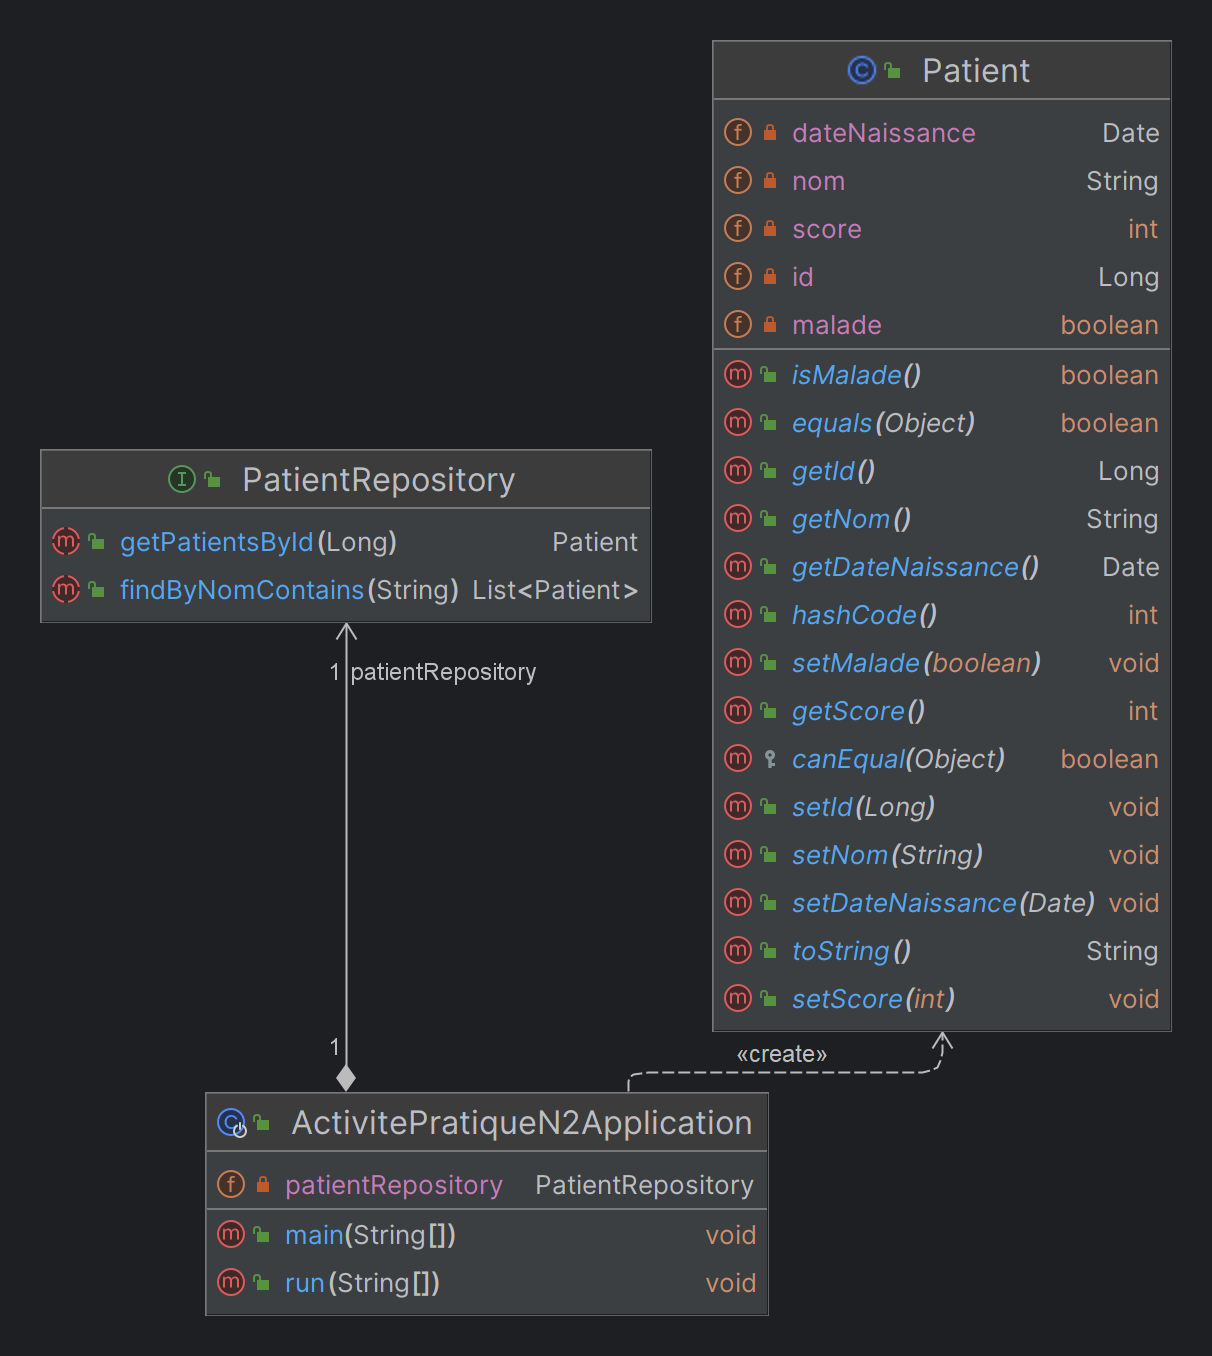 Patient
dateNaissance Date
nom String
score int
id Long
malade boolean
isMalade() boolean
equals(Object) boolean
getId() Long
getNom() String
getDateNaissance() Date
hashCode() int
setMalade(boolean) void
getScore() int
canEqual(Object) boolean
setId(Long) void
setNom(String) void
setDateNaissance(Date) void
toString() String
setScore(int) void
PatientRepository
getPatientsById(Long) Patient
findByNomContains(String) List<Patient>
1 patientRepository
1
«create»
ActivitePratiqueN2Application
patientRepository PatientRepository
main(String[]) void
run(String[]) void